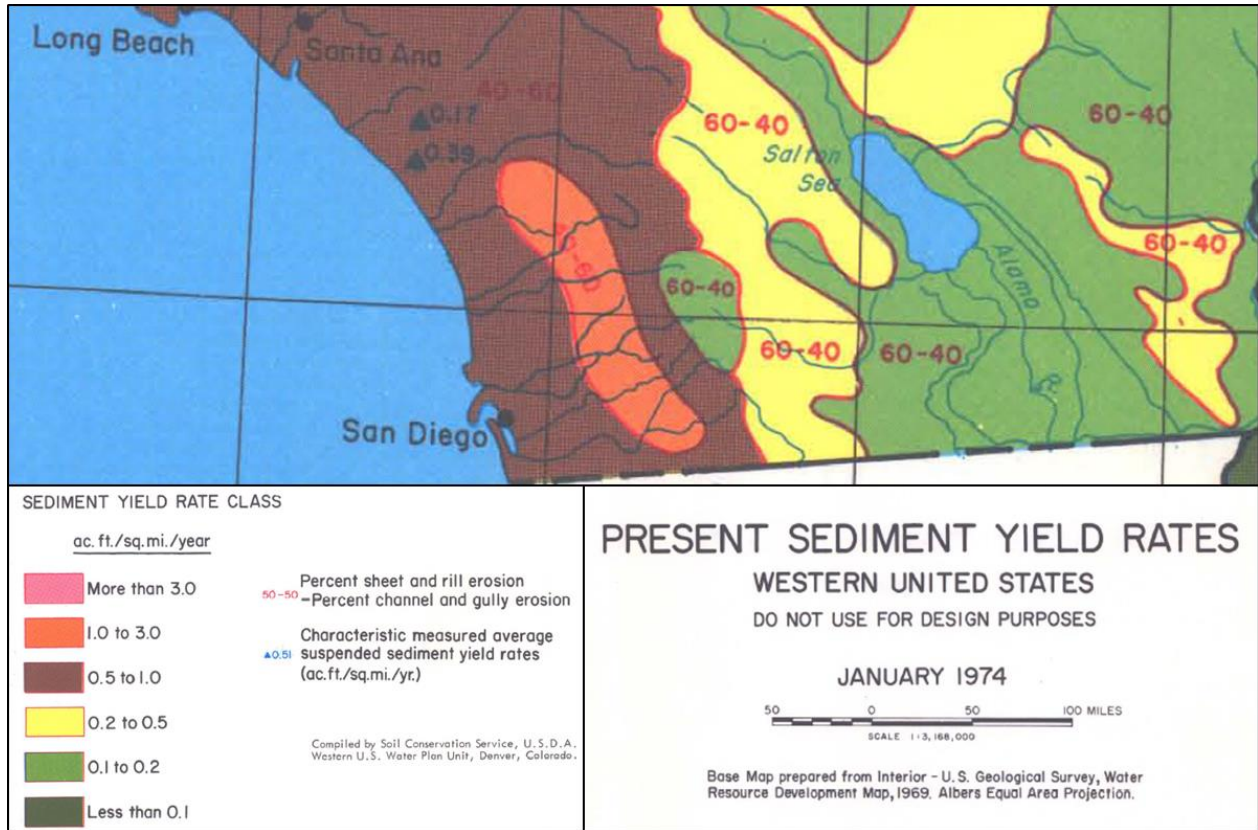 Long Beach
Santa Ana
40-60
▲0.17
▲0.39
60-40
60-40
Salton
Sea
60-40
60-40
60-40
60-40
Alamo
R.
San Diego
SEDIMENT YIELD RATE CLASS
ac. ft./sq.mi./year
More than 3.0
1.0 to 3.0
0.5 to 1.0
0.2 to 0.5
0.1 to 0.2
Less than 0.1
50-50 Percent sheet and rill erosion
-Percent channel and gully erosion
▲0.51 Characteristic measured average
suspended sediment yield rates
(ac.ft./sq.mi./yr.)
Compiled by Soil Conservation Service, U.S.D.A.
Western U.S. Water Plan Unit, Denver, Colorado.
PRESENT SEDIMENT YIELD RATES
WESTERN UNITED STATES
DO NOT USE FOR DESIGN PURPOSES
JANUARY 1974
50 0 50 100 MILES
SCALE 1:3,168,000
Base Map prepared from Interior - U.S. Geological Survey, Water
Resource Development Map, 1969. Albers Equal Area Projection.